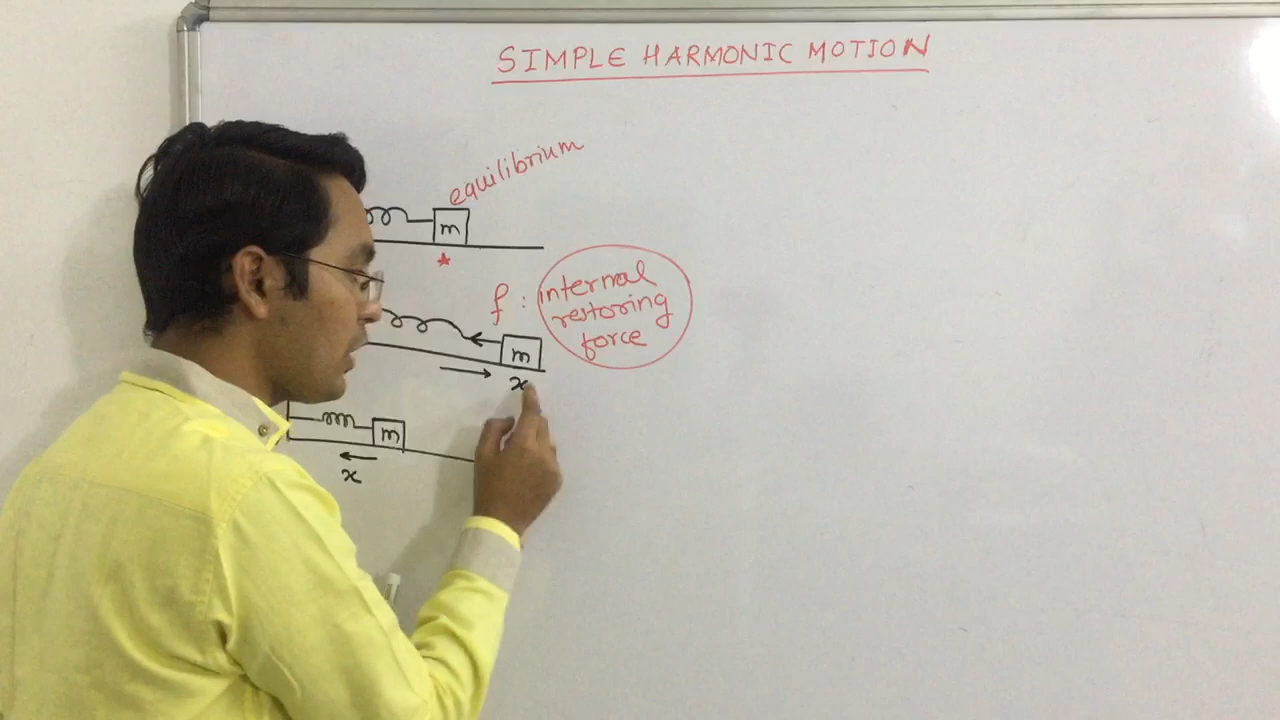 SIMPLE HARMONIC MOTION
equilibrium
m
f : internal
restoring
force
m
x
m
x